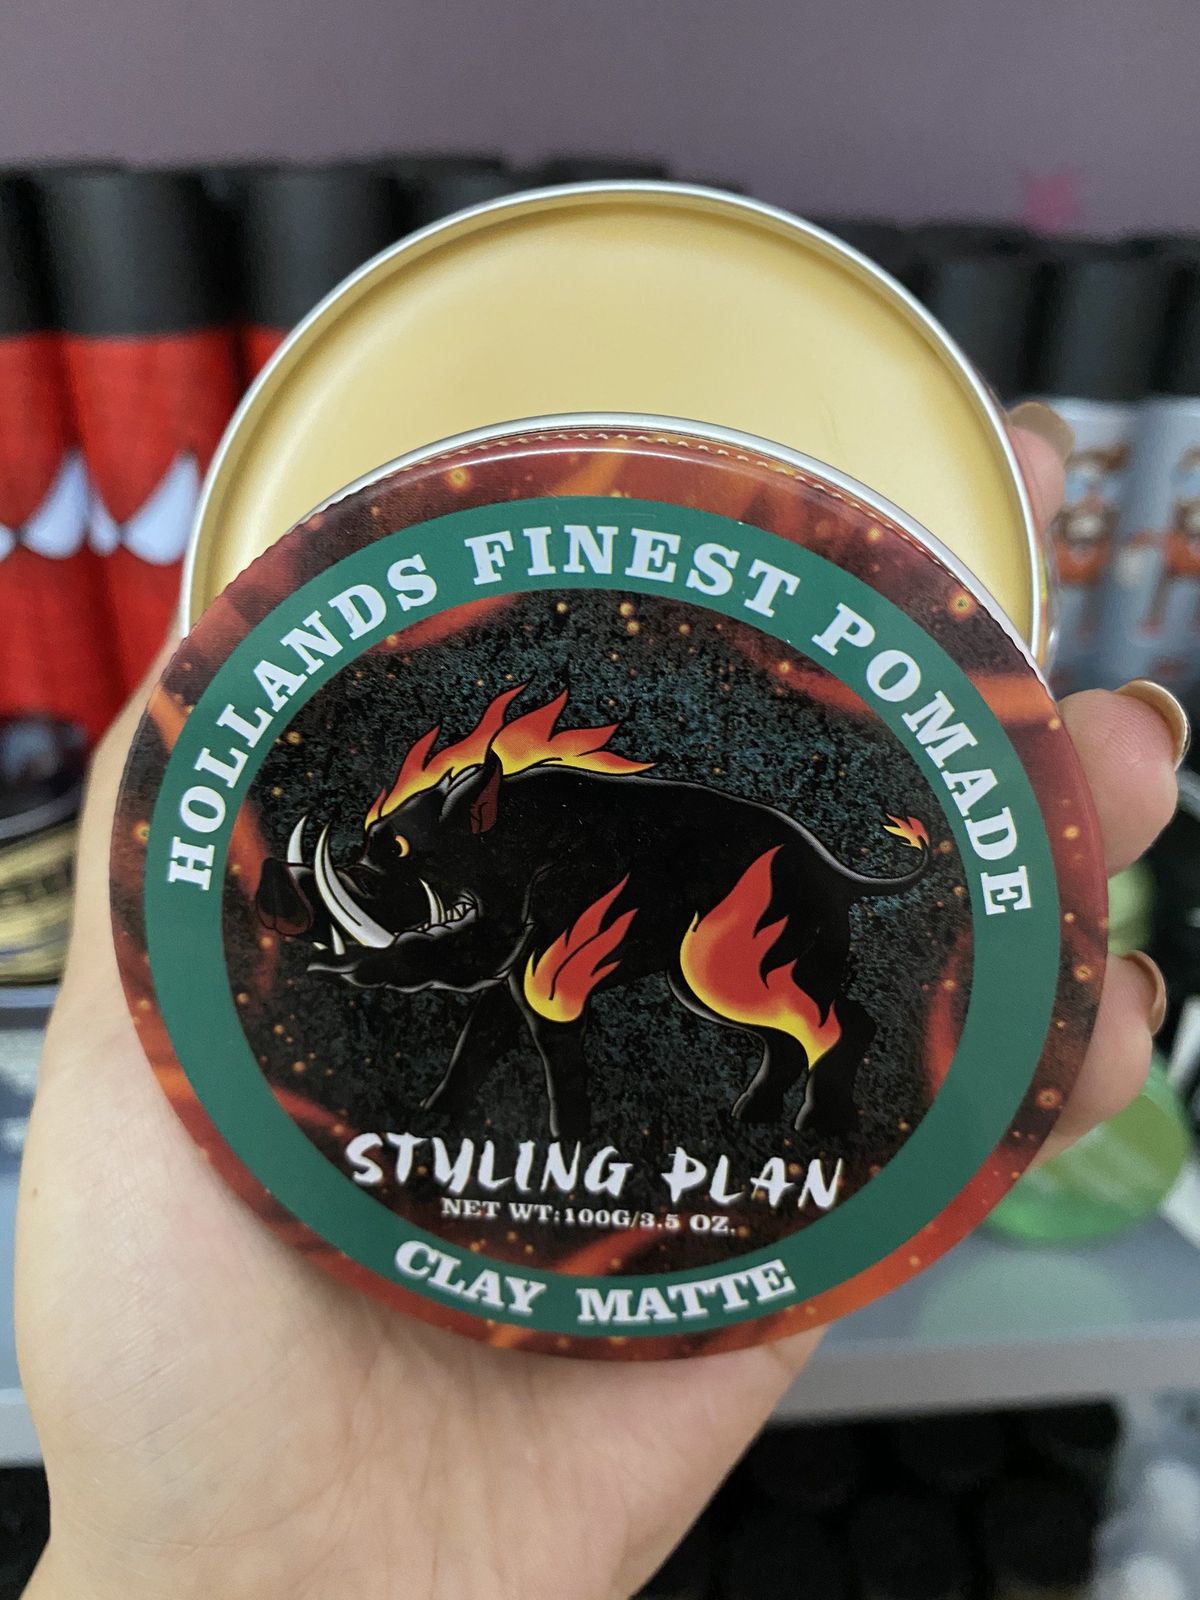 HOLLANDS FINEST POMADE
STYLING PLAN
NET WT:100G/3.5 OZ.
CLAY MATTE